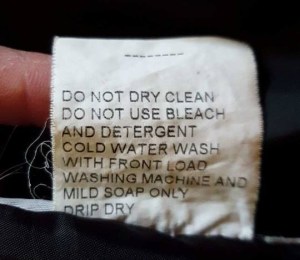 DO NOT DRY CLEAN
DO NOT USE BLEACH
AND DETERGENT
COLD WATER WASH
WITH FRONT LOAD
WASHING MACHINE AND
MILD SOAP ONLY
DRIP DRY